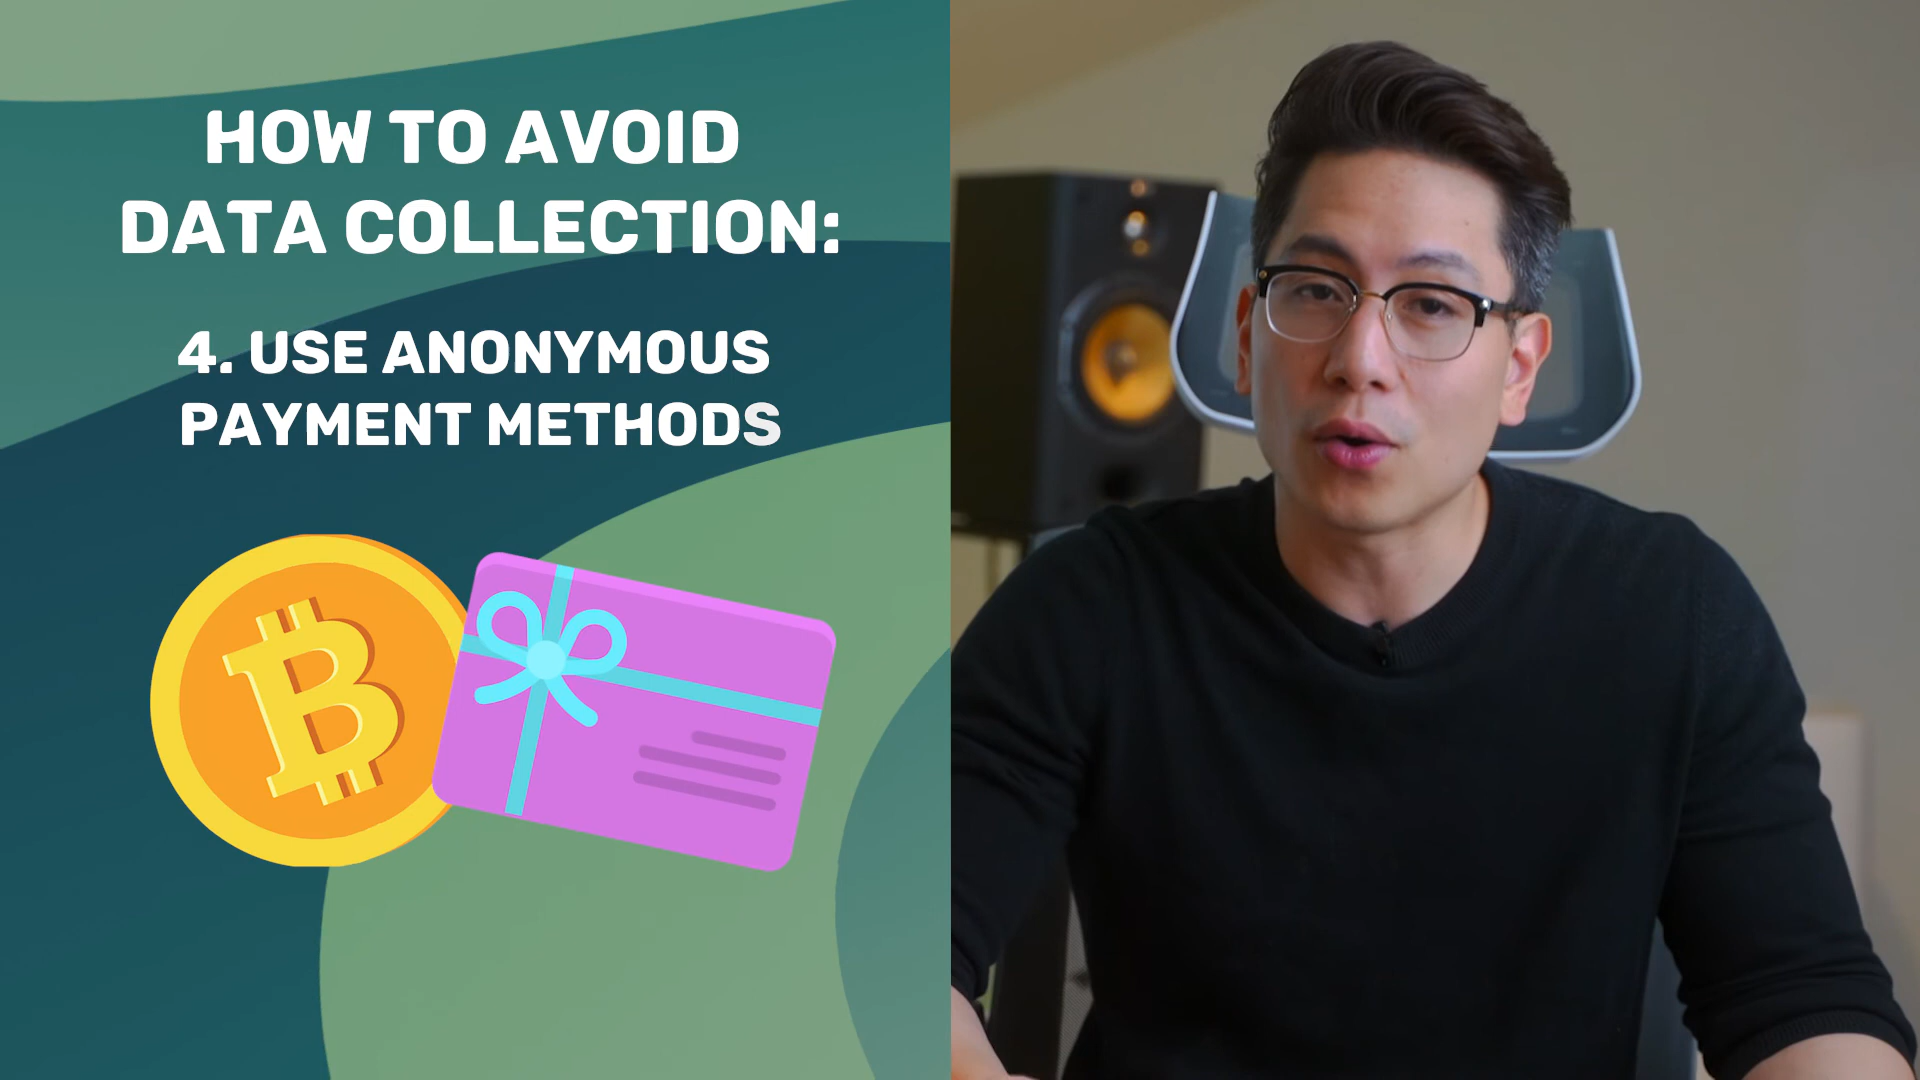 HOW TO AVOID
DATA COLLECTION:
4. USE ANONYMOUS
PAYMENT METHODS